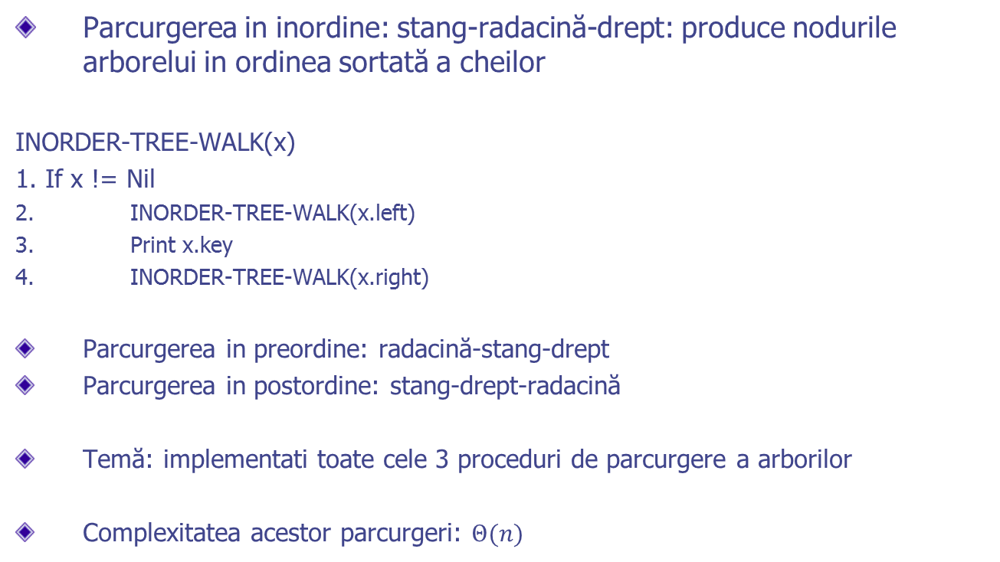 Parcurgerea in inordine: stang-radacină-drept: produce nodurile
arborelui in ordinea sortată a cheilor
INORDER-TREE-WALK(x)
1. If x != Nil
2. INORDER-TREE-WALK(x.left)
3. Print x.key
4. INORDER-TREE-WALK(x.right)
Parcurgerea in preordine: radacină-stang-drept
Parcurgerea in postordine: stang-drept-radacină
Temă: implementati toate cele 3 proceduri de parcurgere a arborilor
Complexitatea acestor parcurgeri: Θ(n)